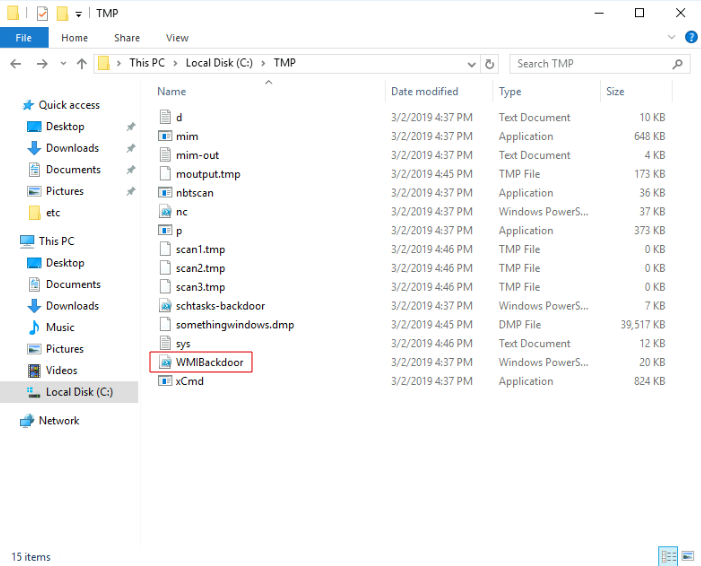 TMP
File Home Share View
This PC Local Disk (C:) TMP Search TMP
Name Date modified Type Size
Quick access
Desktop
Downloads
Documents
Pictures
etc
This PC
Desktop
Documents
Downloads
Music
Pictures
Videos
Local Disk (C:)
Network
d 3/2/2019 4:37 PM Text Document 10 KB
mim 3/2/2019 4:37 PM Application 648 KB
mim-out 3/2/2019 4:37 PM Text Document 4 KB
moutput.tmp 3/2/2019 4:45 PM TMP File 173 KB
nbtscan 3/2/2019 4:37 PM Application 36 KB
nc 3/2/2019 4:37 PM Windows PowerS... 37 KB
p 3/2/2019 4:37 PM Application 373 KB
scan1.tmp 3/2/2019 4:46 PM TMP File 0 KB
scan2.tmp 3/2/2019 4:46 PM TMP File 0 KB
scan3.tmp 3/2/2019 4:46 PM TMP File 0 KB
schtasks-backdoor 3/2/2019 4:37 PM Windows PowerS... 7 KB
somethingwindows.dmp 3/2/2019 4:45 PM DMP File 39,517 KB
sys 3/2/2019 4:46 PM Text Document 12 KB
WMIBackdoor 3/2/2019 4:37 PM Windows PowerS... 20 KB
xCmd 3/2/2019 4:37 PM Application 824 KB
15 items